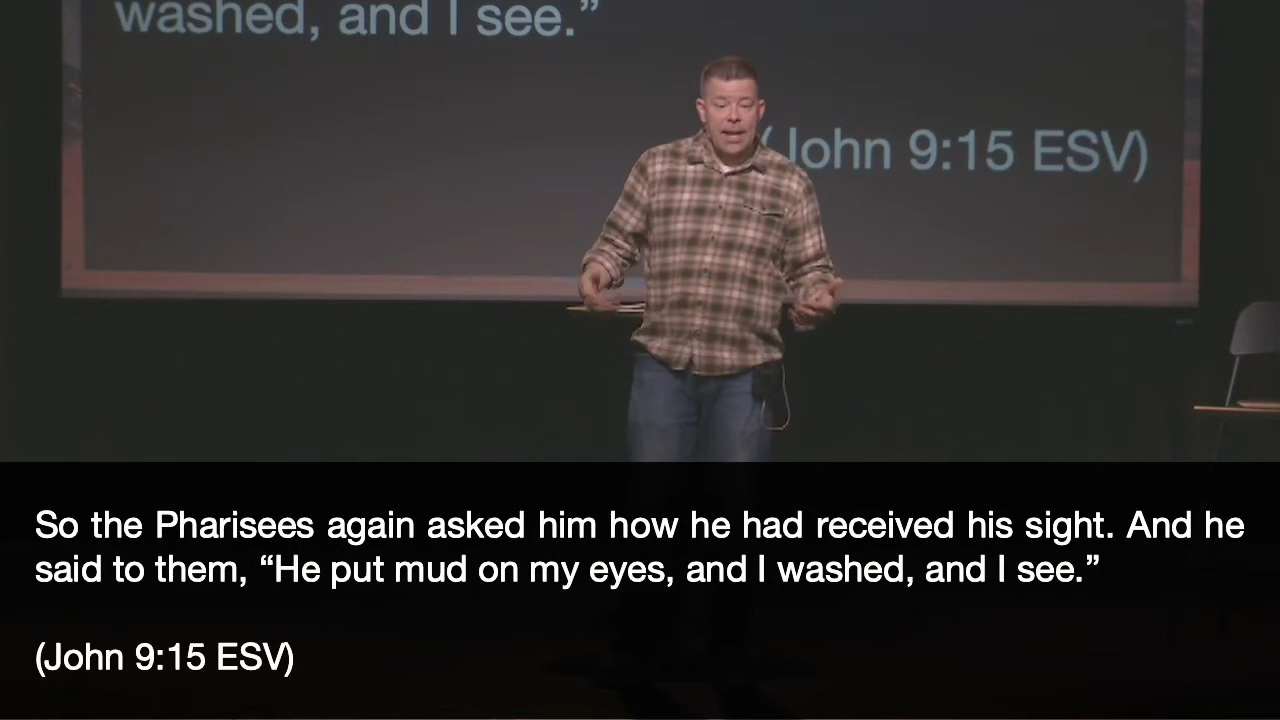 washed, and I see.”
(John 9:15 ESV)
So the Pharisees again asked him how he had received his sight. And he
said to them, “He put mud on my eyes, and I washed, and I see.”
(John 9:15 ESV)